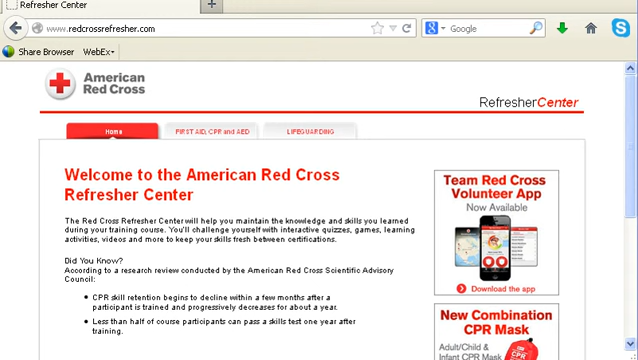 Refresher Center
+
www.redcrossrefresher.com
Google
Share Browser WebEx
American
Red Cross
RefresherCenter
Home
FIRST AID, CPR and AED
LIFEGUARDING
Welcome to the American Red Cross
Refresher Center
The Red Cross Refresher Center will help you maintain the knowledge and skills you learned
during your training course. You'll challenge yourself with interactive quizzes, games, learning
activities, videos and more to keep your skills fresh between certifications.
Did You Know?
According to a research review conducted by the American Red Cross Scientific Advisory
Council:
• CPR skill retention begins to decline within a few months after a
participant is trained and progressively decreases for about a year.
• Less than half of course participants can pass a skills test one year after
training.
Team Red Cross
Volunteer App
Now Available
Download the app
New Combination
CPR Mask
Adult/Child &
Infant CPR Mask